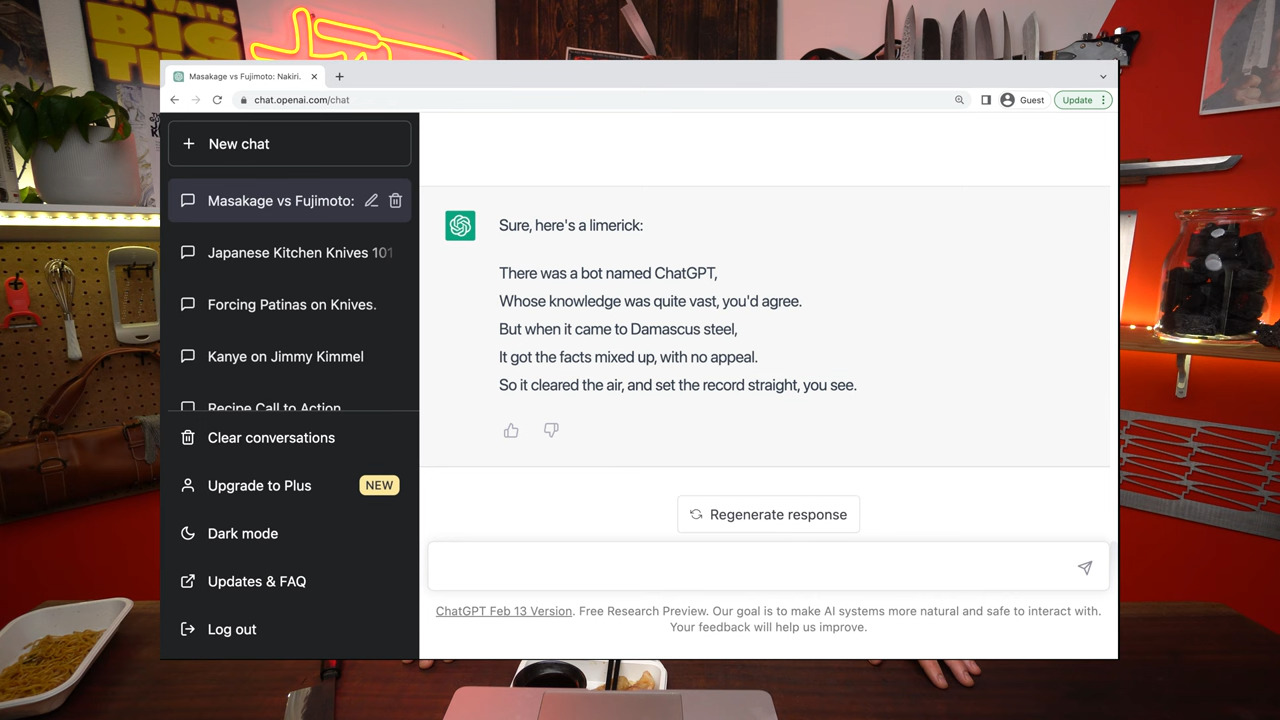 WAITS
BIG
TI
Masakage vs Fujimoto: Nakiri.
chat.openai.com/chat
Guest
Update
New chat
Masakage vs Fujimoto:
Japanese Kitchen Knives 101
Forcing Patinas on Knives.
Kanye on Jimmy Kimmel
Recipe Call to Action
Clear conversations
Upgrade to Plus
NEW
Dark mode
Updates & FAQ
Log out
Sure, here's a limerick:
There was a bot named ChatGPT,
Whose knowledge was quite vast, you'd agree.
But when it came to Damascus steel,
It got the facts mixed up, with no appeal.
So it cleared the air, and set the record straight, you see.
Regenerate response
ChatGPT Feb 13 Version. Free Research Preview. Our goal is to make AI systems more natural and safe to interact with.
Your feedback will help us improve.